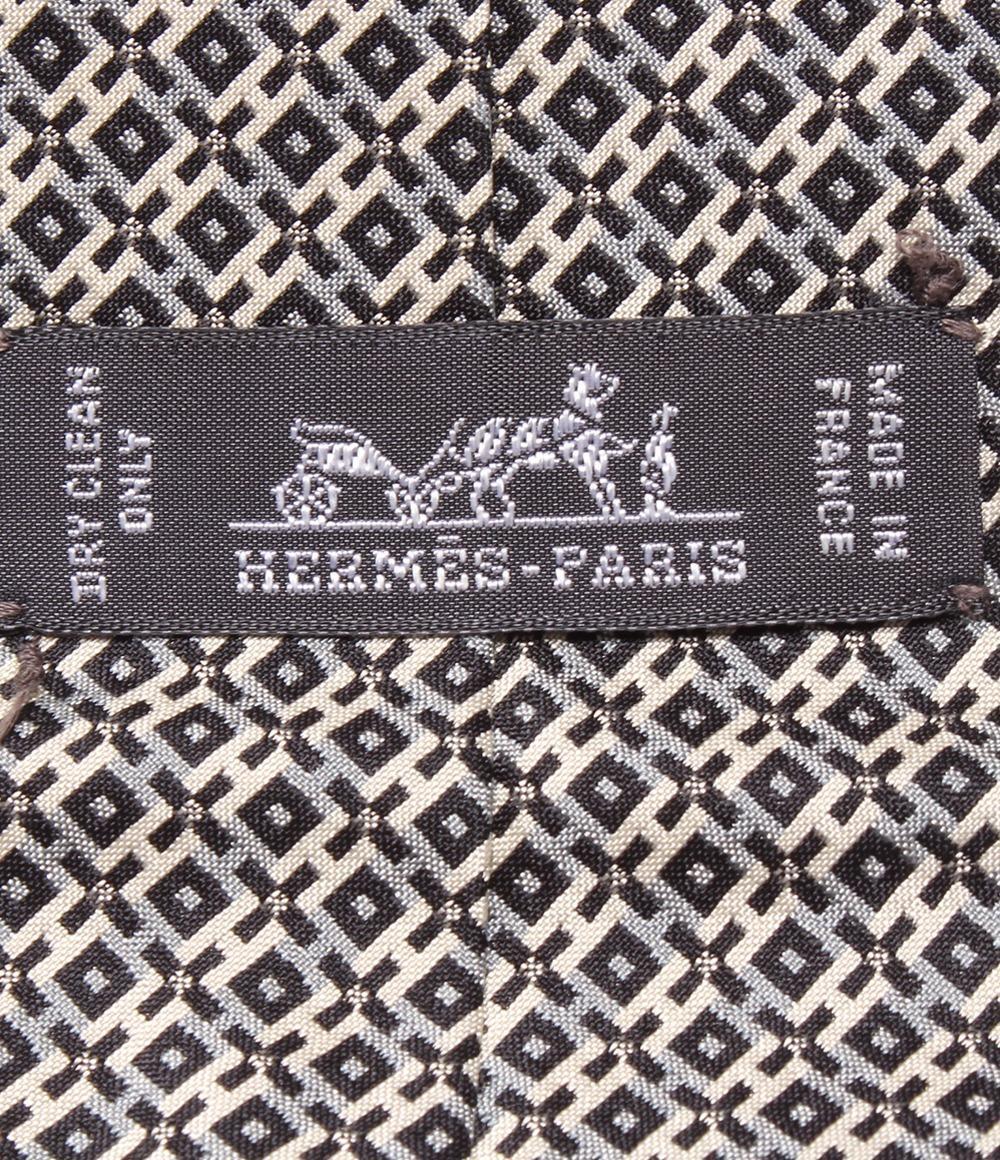 DRY CLEAN
ONLY
HERMÈS-PARIS
MADE IN
FRANCE